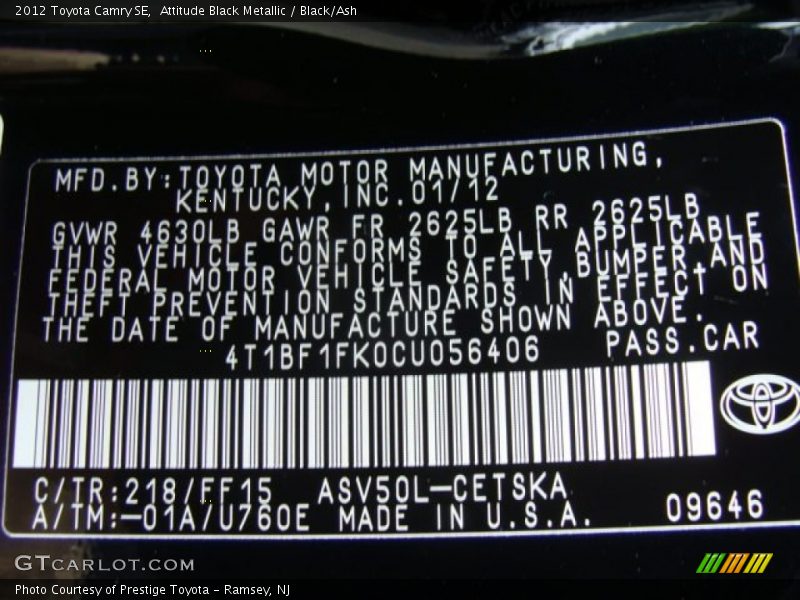 2012 Toyota Camry SE, Attitude Black Metallic / Black/Ash
MFD.BY:TOYOTA MOTOR MANUFACTURING,
KENTUCKY,INC.01/12
GVWR 4630LB GAWR FR 2625LB RR 2625LB
THIS VEHICLE CONFORMS TO ALL APPLICABLE
FEDERAL MOTOR VEHICLE SAFETY,BUMPER,AND
THEFT PREVENTION STANDARDS IN EFFECT ON
THE DATE OF MANUFACTURE SHOWN ABOVE.
4T1BF1FK0CU056406 PASS.CAR
C/TR:218/FF15 ASV50L-CETSKA
A/TM:-01A/U760E MADE IN U.S.A. 09646
GTCARLOT.COM
Photo Courtesy of Prestige Toyota - Ramsey, NJ